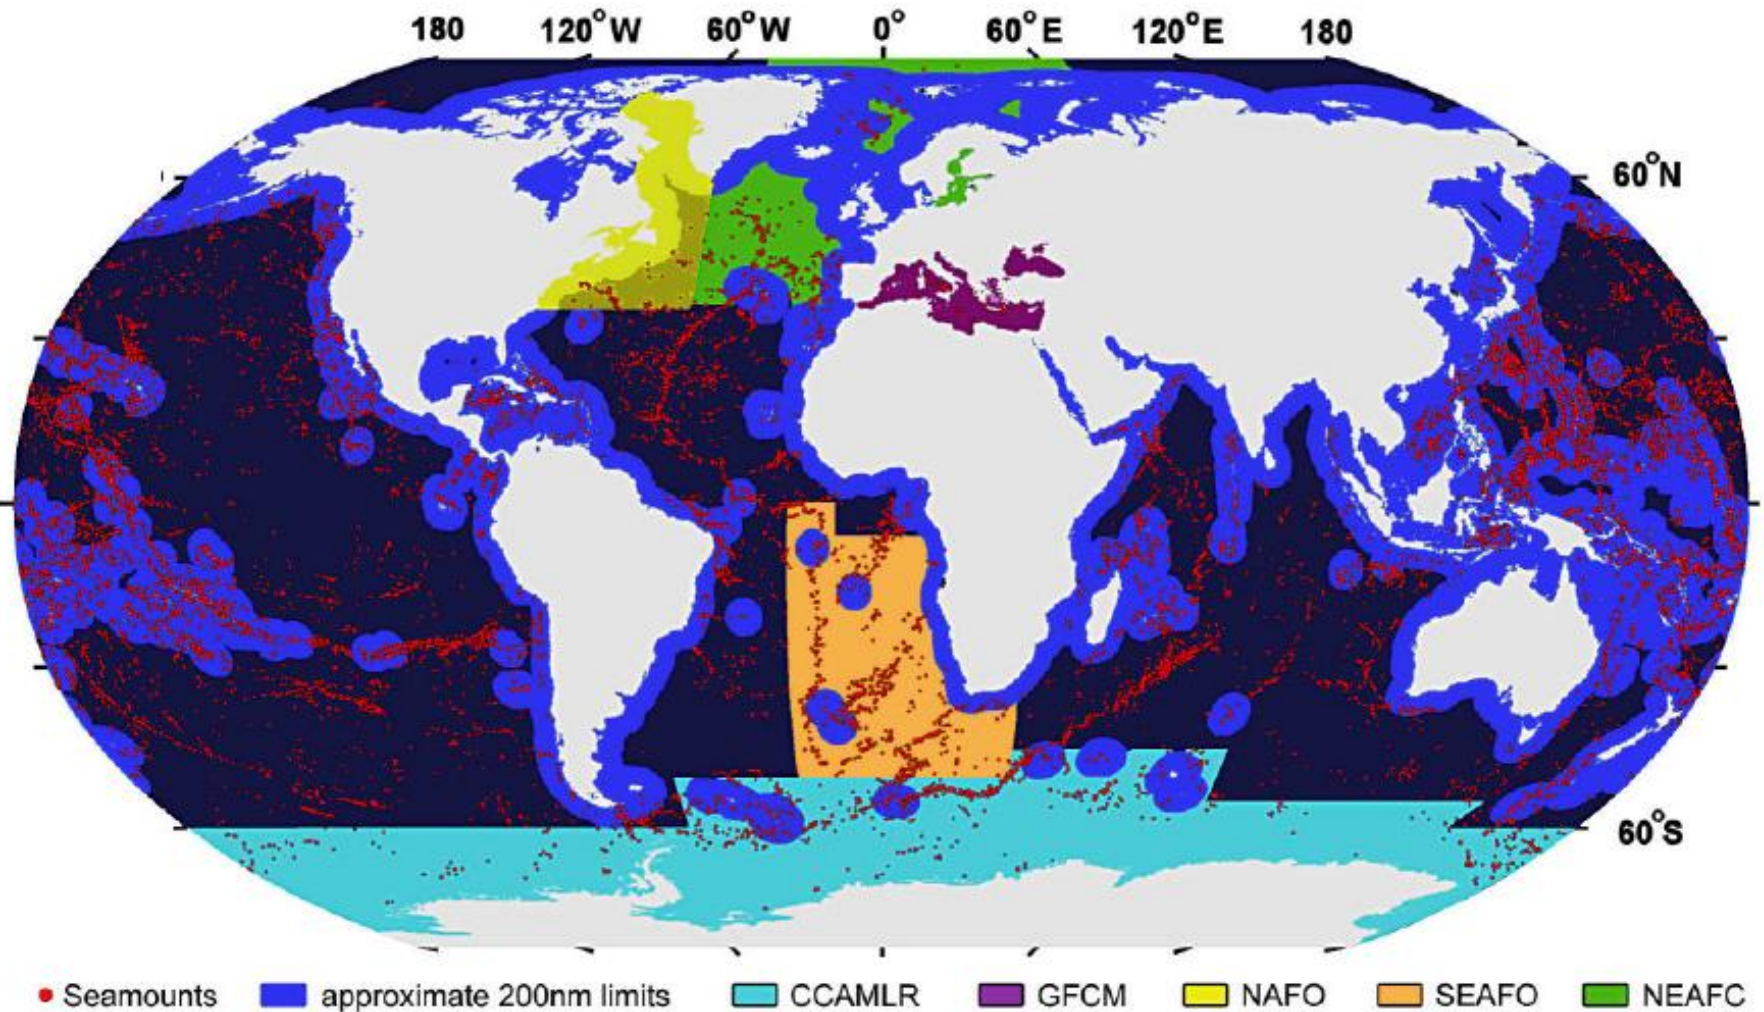 180 120°W 60°W 0° 60°E 120°E 180
60°N
60°S
Seamounts approximate 200nm limits CCAMLR GFCM NAFO SEAFO NEAFC